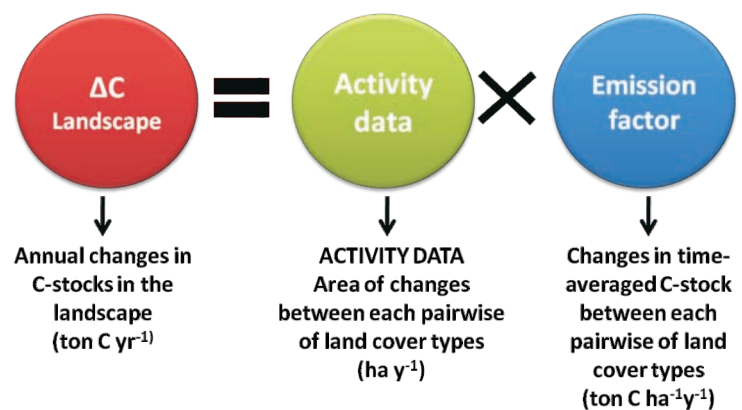 ΔC
Landscape
=
Activity
data
×
Emission
factor
Annual changes in
C-stocks in the
landscape
(ton C yr⁻¹⁾
ACTIVITY DATA
Area of changes
between each pairwise
of land cover types
(ha y⁻¹)
Changes in time-
averaged C-stock
between each
pairwise of land
cover types
(ton C ha⁻¹y⁻¹)